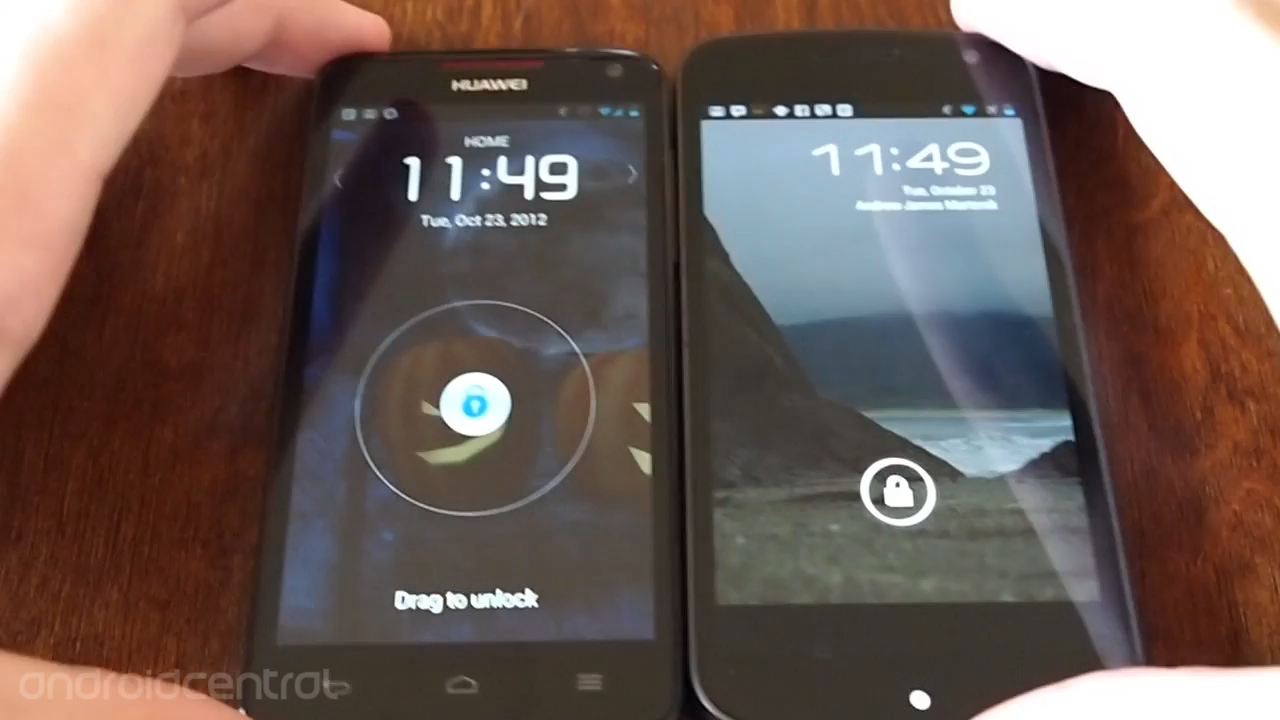 HUAWEI
HOME
11:49
Tue, Oct 23, 2012
Drag to unlock
11:49
Tue, October 23
Andrew James
androidcentral